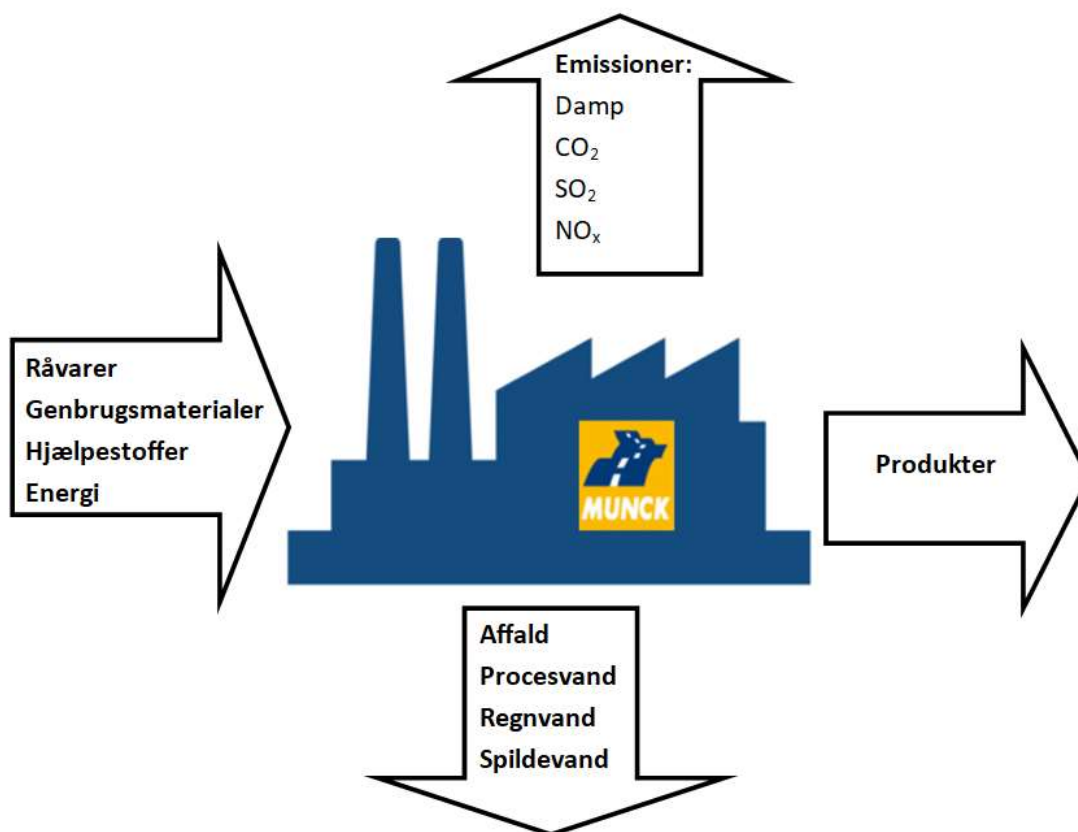 Emissioner:
Damp
CO₂
SO₂
NOₓ
Råvarer
Genbrugsmaterialer
Hjælpestoffer
Energi
MUNCK
Produkter
Affald
Procesvand
Regnvand
Spildevand